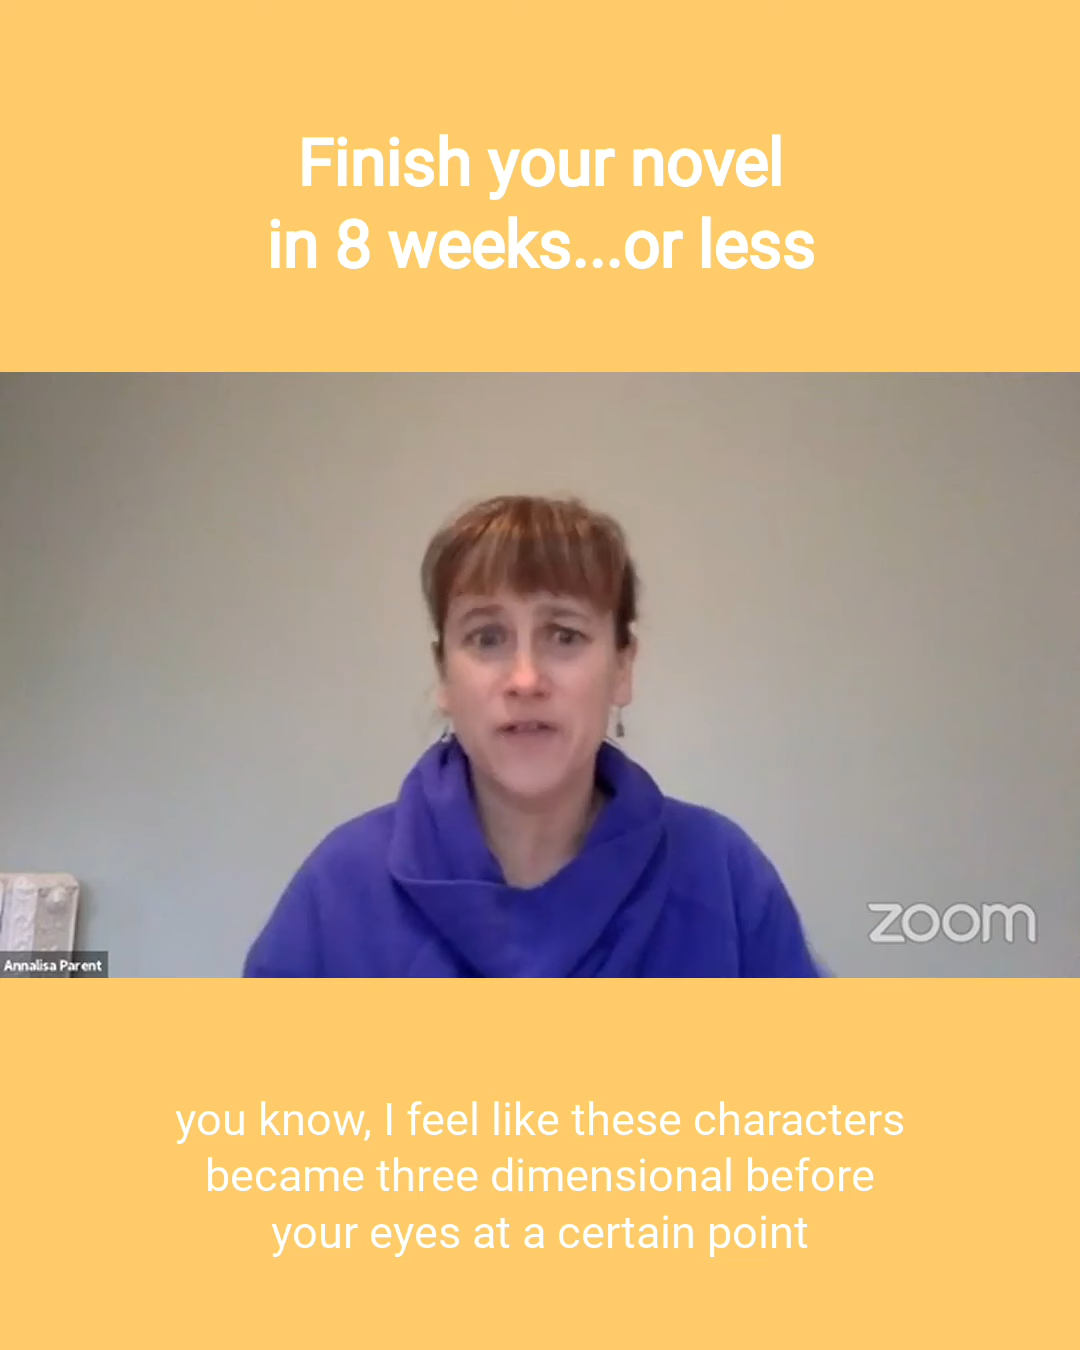 Finish your novel
in 8 weeks...or less
zoom
Annalisa Parent
you know, I feel like these characters
became three dimensional before
your eyes at a certain point